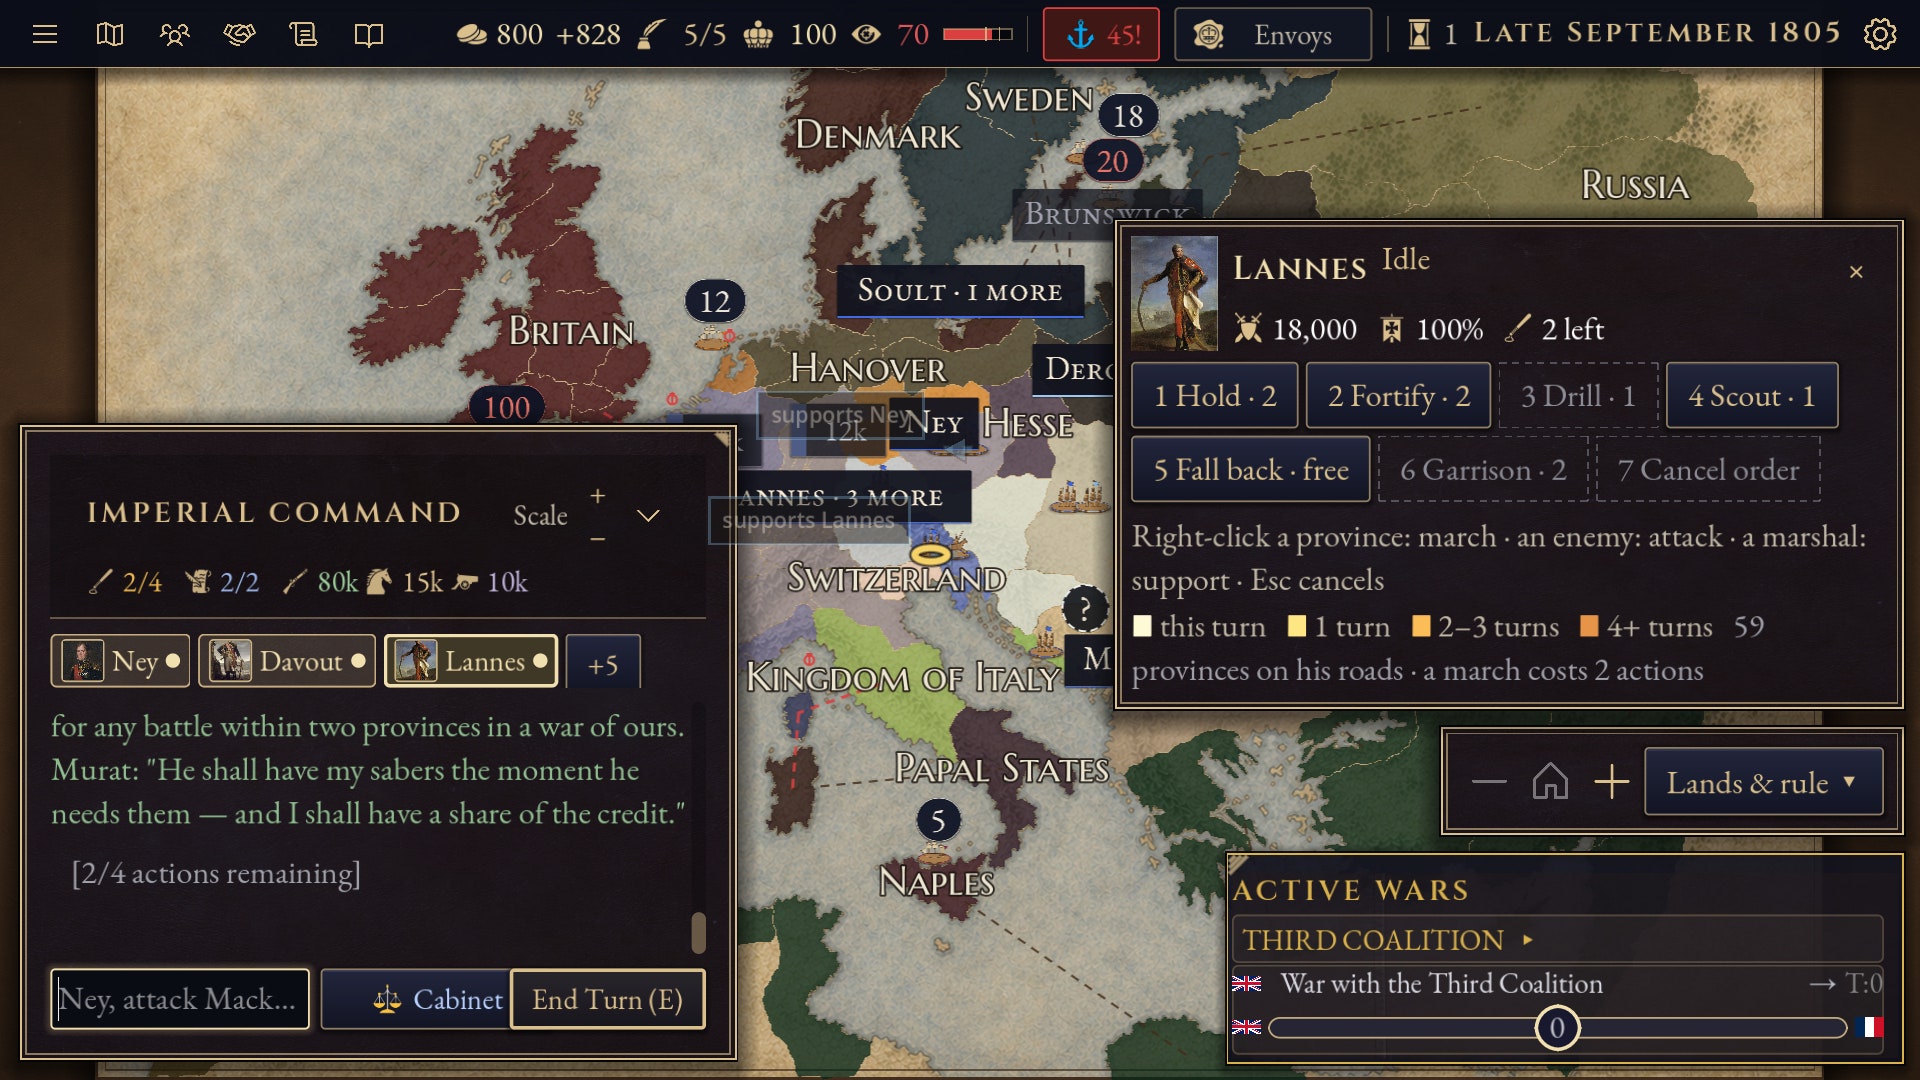 800 +828 5/5 100 70 45! Envoys 1 Late September 1805
Sweden
18
Denmark
20
Russia
Brunswick
Soult · 1 more
12
Britain
Hanover
100
supports Ney
12k
Ney
Hesse
Lannes Idle
18,000 100% 2 left
1 Hold · 2
2 Fortify · 2
3 Drill · 1
4 Scout · 1
5 Fall back · free
6 Garrison · 2
7 Cancel order
Right-click a province: march · an enemy: attack · a marshal:
support · Esc cancels
this turn 1 turn 2–3 turns 4+ turns 59
provinces on his roads · a march costs 2 actions
annes · 3 more
supports Lannes
Switzerland
?
M
Kingdom of Italy
Papal States
5
Naples
Imperial Command Scale + −
2/4 2/2 80k 15k 10k
Ney Davout Lannes +5
for any battle within two provinces in a war of ours.
Murat: "He shall have my sabers the moment he
needs them — and I shall have a share of the credit."
[2/4 actions remaining]
Ney, attack Mack...
Cabinet
End Turn (E)
Lands & rule
Active Wars
THIRD COALITION
War with the Third Coalition → T:0
0